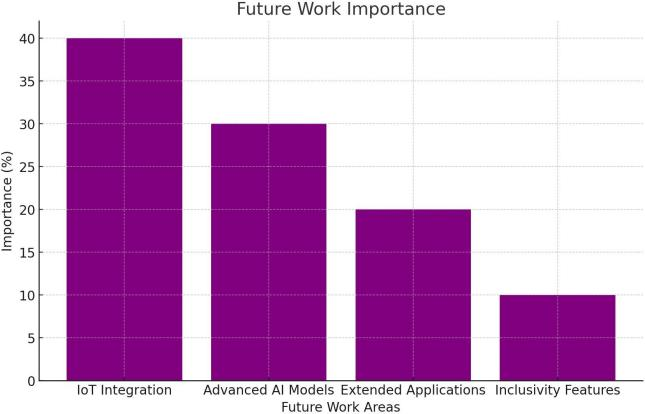 Future Work Importance
Importance (%)
40
35
30
25
20
15
10
5
0
IoT Integration Advanced AI Models Extended Applications Inclusivity Features
Future Work Areas